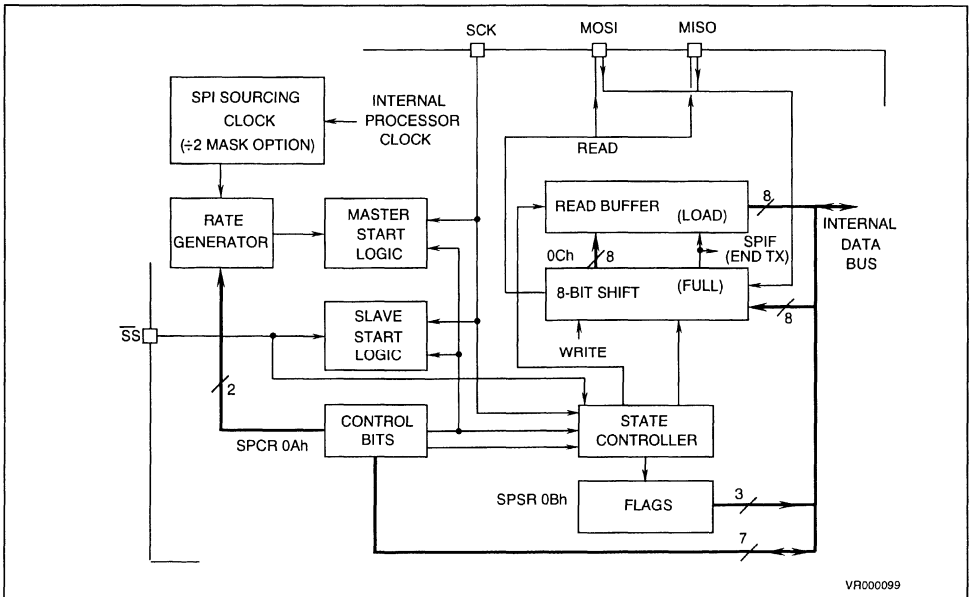 SCK MOSI MISO
SPI SOURCING
CLOCK
(÷2 MASK OPTION)
INTERNAL
PROCESSOR
CLOCK
READ
RATE
GENERATOR
MASTER
START
LOGIC
READ BUFFER
(LOAD)
8
INTERNAL
DATA
BUS
0Ch
8
SPIF
(END TX)
8-BIT SHIFT
(FULL)
8
SS
SLAVE
START
LOGIC
WRITE
2
SPCR 0Ah
CONTROL
BITS
STATE
CONTROLLER
SPSR 0Bh
FLAGS
3
7
VR000099